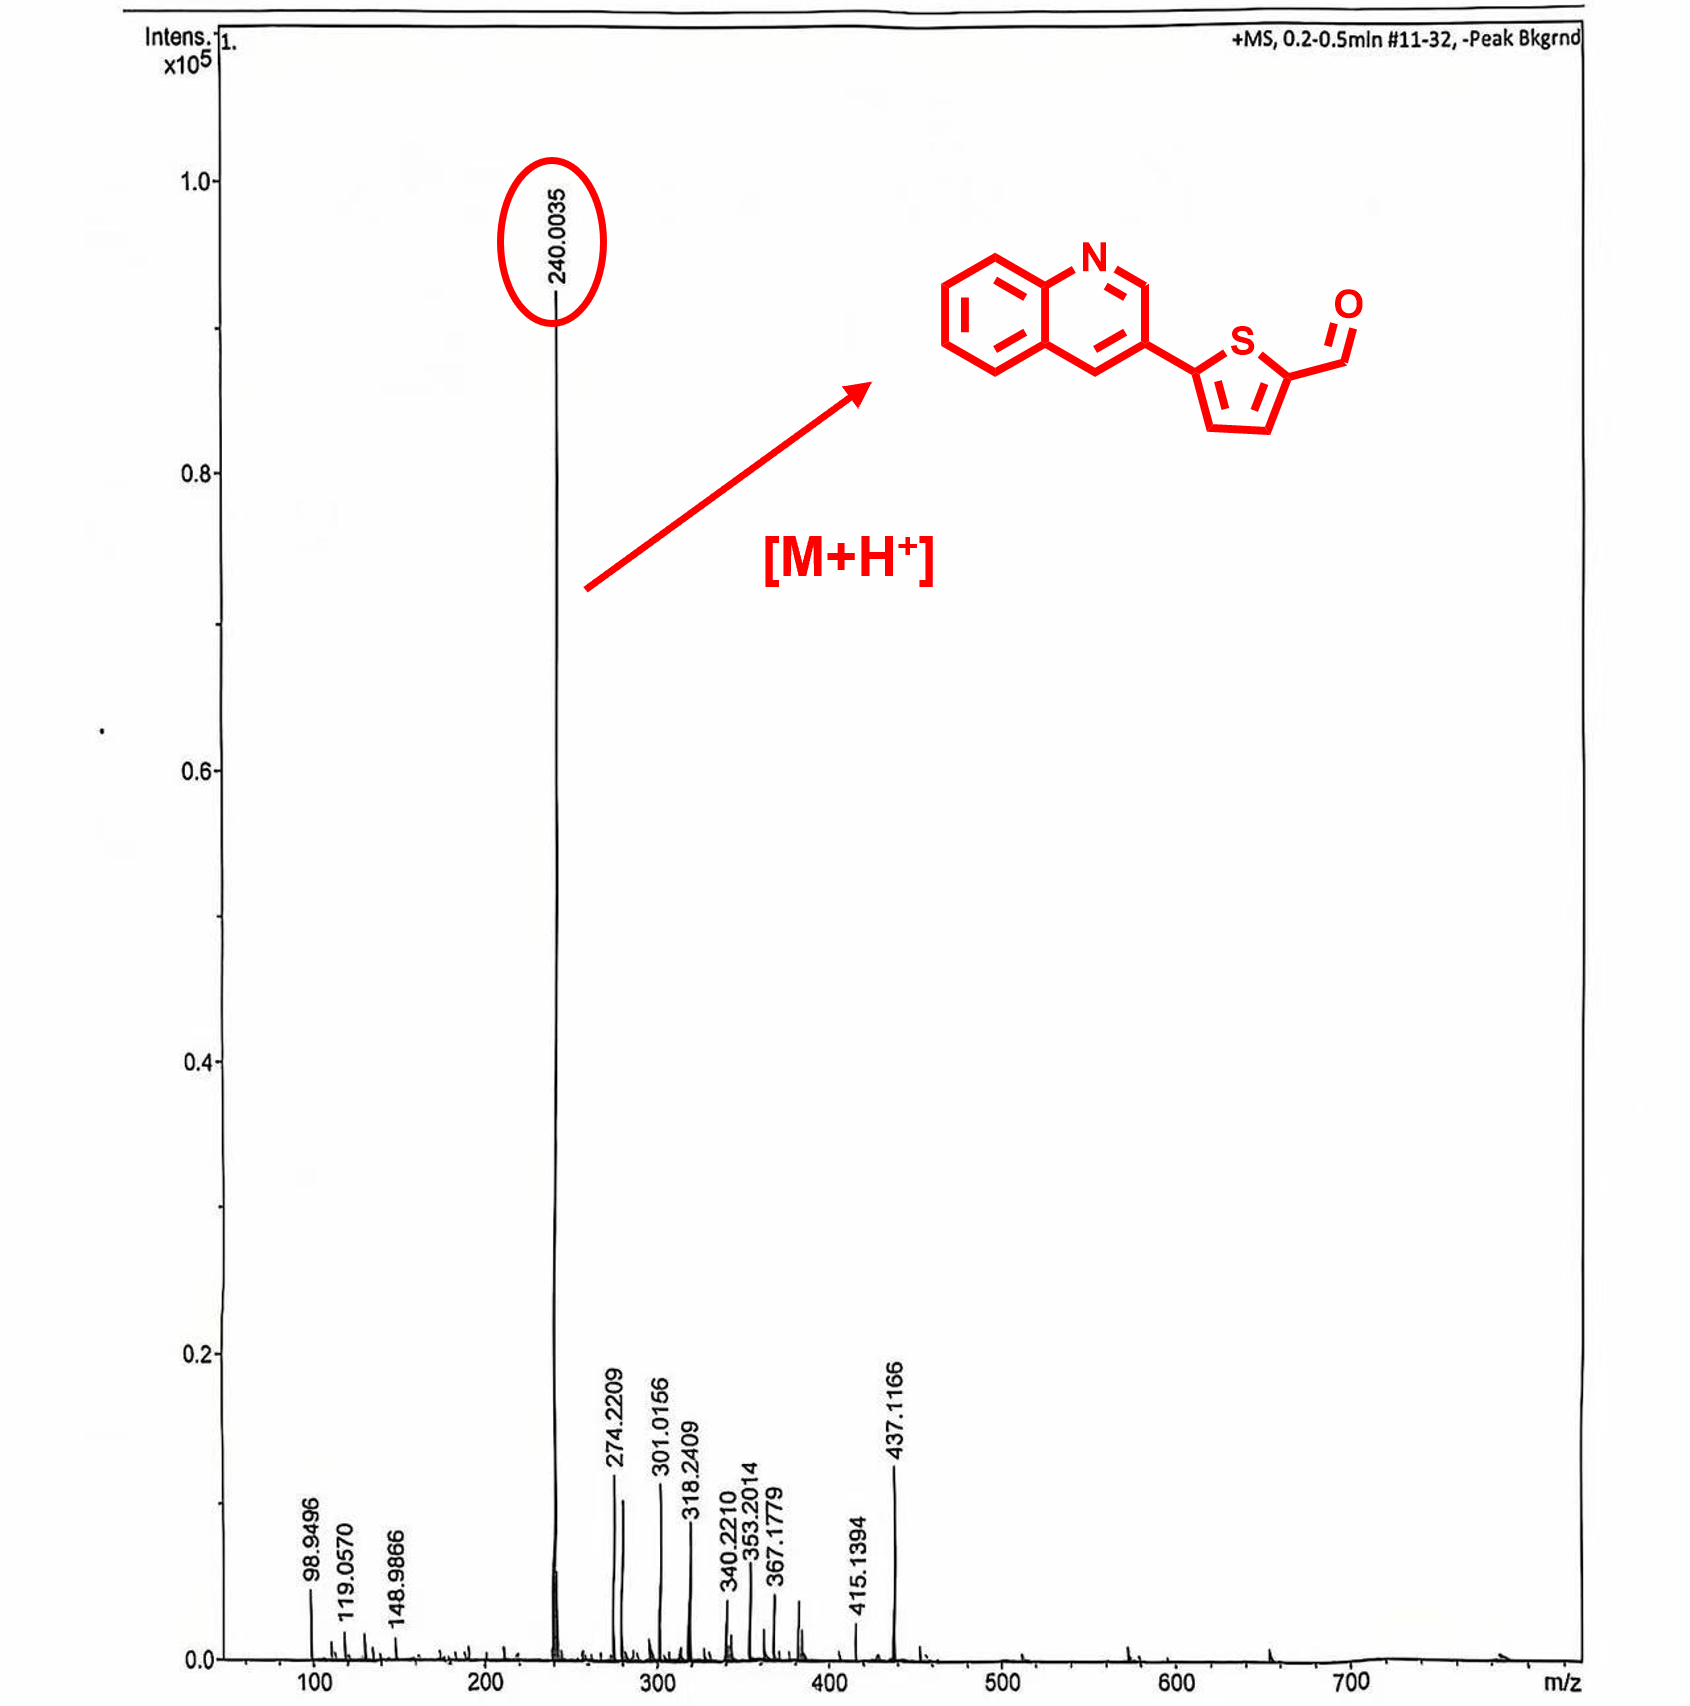 Intens.
x10⁵
1.
+MS, 0.2-0.5min #11-32, -Peak Bkgrnd
1.0
240.0035
N
S
O
0.8
[M+H⁺]
0.6
0.4
0.2
274.2209
301.0156
318.2409
340.2210
353.2014
367.1779
415.1394
437.1166
98.9496
119.0570
148.9866
0.0
100 200 300 400 500 600 700 m/z